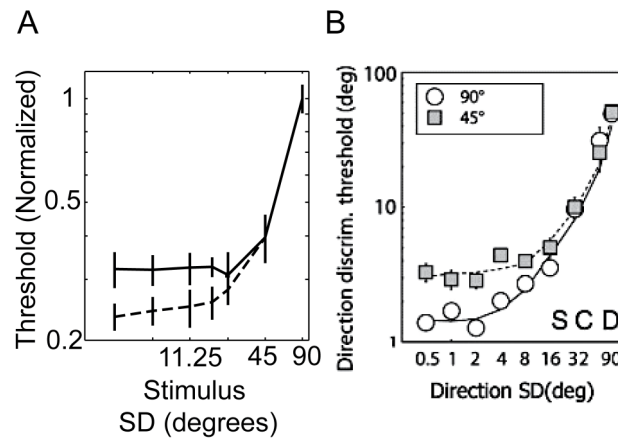 A
Threshold (Normalized)
1
0.5
0.2
11.25 45 90
Stimulus
SD (degrees)
B
Direction discrim. threshold (deg)
100
10
1
90°
45°
S C D
0.5 1 2 4 8 16 32 90
Direction SD(deg)